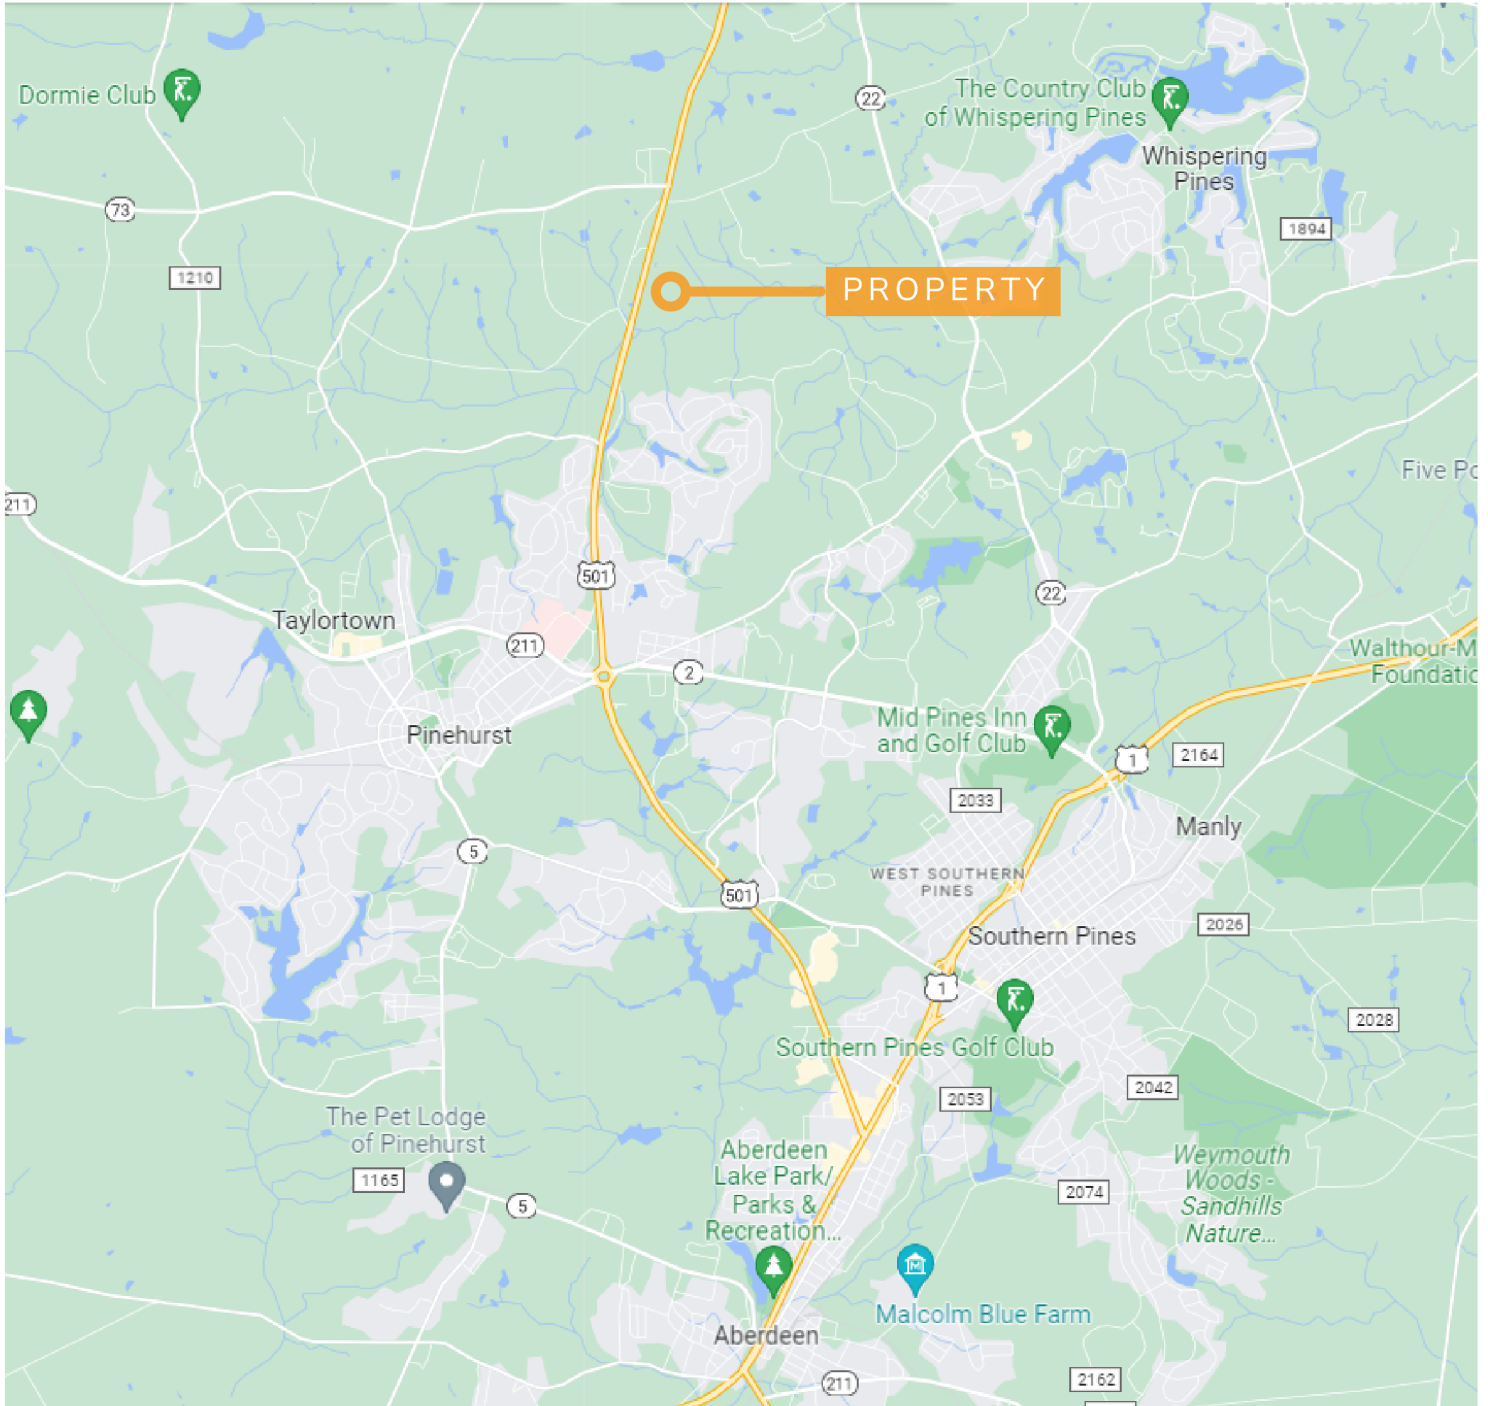 Dormie Club
22
The Country Club
of Whispering Pines
Whispering
Pines
73
1894
1210
PROPERTY
211
Five Po
501
22
Taylortown
211
2
Walthour-M
Foundatio
Mid Pines Inn
and Golf Club
Pinehurst
1
2164
2033
Manly
5
WEST SOUTHERN
PINES
501
2026
Southern Pines
1
2028
Southern Pines Golf Club
2053
2042
The Pet Lodge
of Pinehurst
Aberdeen
Lake Park/
Parks &
Recreation...
Weymouth
Woods -
Sandhills
Nature...
1165
2074
5
Malcolm Blue Farm
Aberdeen
211
2162